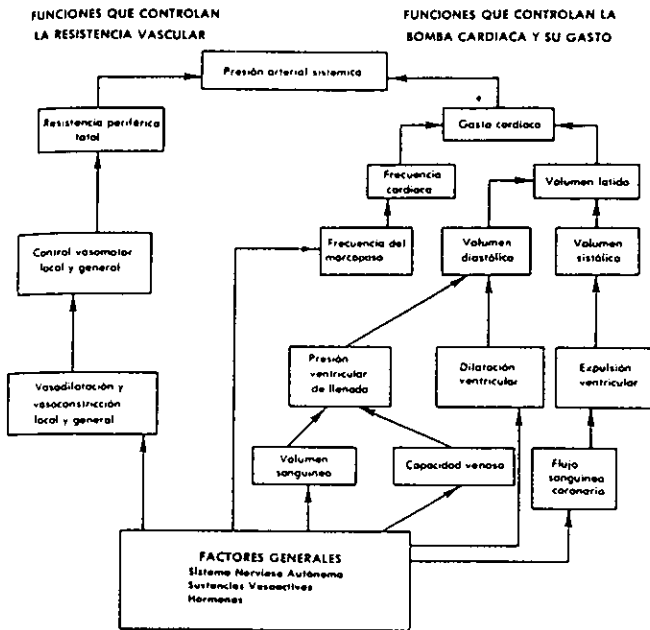 FUNCIONES QUE CONTROLAN
LA RESISTENCIA VASCULAR
FUNCIONES QUE CONTROLAN LA
BOMBA CARDIACA Y SU GASTO
Presión arterial sistemica
Resistencia periférica
total
Gasto cardiaco
Frecuencia
cardiaca
Volumen latido
Control vasomotor
local y general
Frecuencia del
marcapaso
Volumen
diastólico
Volumen
sistólico
Vasodilatación y
vasoconstricción
local y general
Presión
ventricular
de llenado
Dilatación
ventricular
Expulsión
ventricular
Volumen
sanguineo
Capacidad venosa
Flujo
sanguineo
coronario
FACTORES GENERALES
Sistema Nervioso Autónomo
Sustancias Vasoactivas
Hormonas